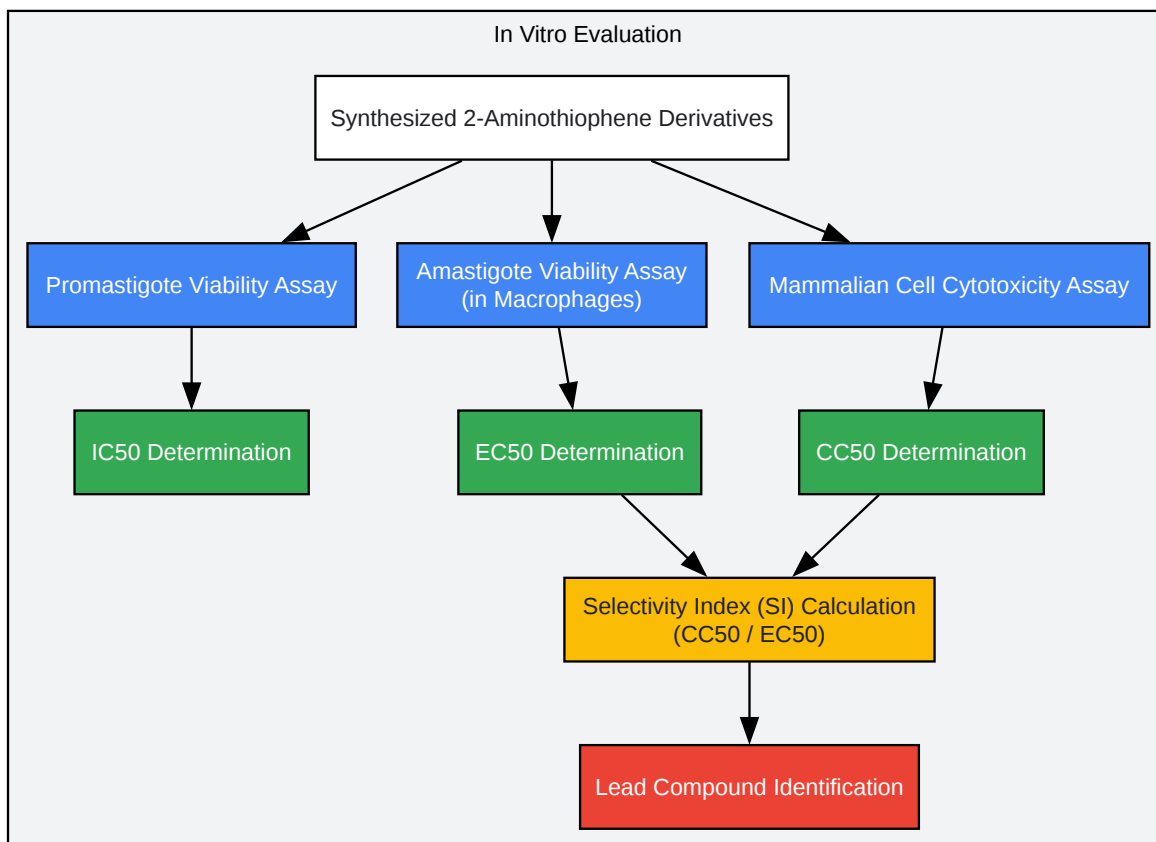 In Vitro Evaluation
Synthesized 2-Aminothiophene Derivatives
Promastigote Viability Assay
Amastigote Viability Assay
(in Macrophages)
Mammalian Cell Cytotoxicity Assay
IC50 Determination
EC50 Determination
CC50 Determination
Selectivity Index (SI) Calculation
(CC50 / EC50)
Lead Compound Identification